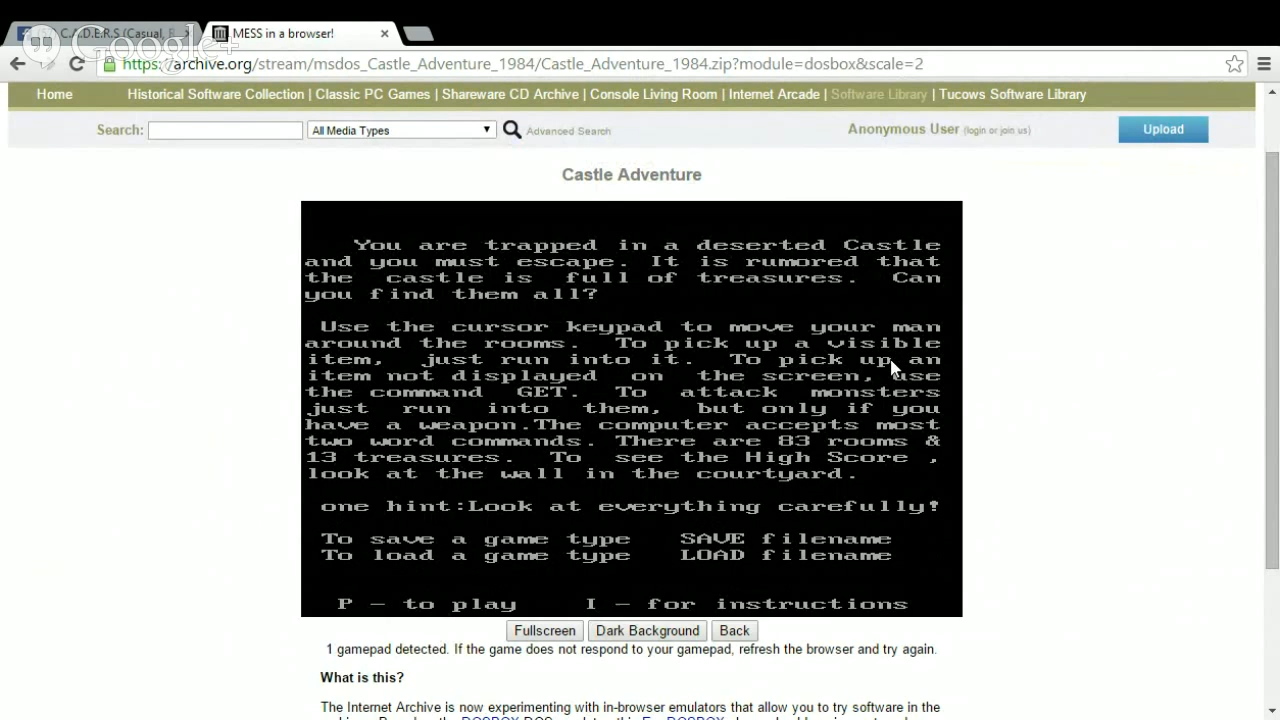 C.A.D.E.R.S (Casual,
MESS in a browser!
Google+
https://archive.org/stream/msdos_Castle_Adventure_1984/Castle_Adventure_1984.zip?module=dosbox&scale=2
Home Historical Software Collection | Classic PC Games | Shareware CD Archive | Console Living Room | Internet Arcade | Software Library | Tucows Software Library
Search: All Media Types Advanced Search Anonymous User (login or join us) Upload
Castle Adventure
You are trapped in a deserted Castle
and you must escape. It is rumored that
the castle is full of treasures. Can
you find them all?
Use the cursor keypad to move your man
around the rooms. To pick up a visible
item, just run into it. To pick up an
item not displayed on the screen, use
the command GET. To attack monsters
just run into them, but only if you
have a weapon.The computer accepts most
two word commands. There are 83 rooms &
13 treasures. To see the High Score ,
look at the wall in the courtyard.
one hint:Look at everything carefully!
To save a game type SAVE filename
To load a game type LOAD filename
P - to play I - for instructions
Fullscreen Dark Background Back
1 gamepad detected. If the game does not respond to your gamepad, refresh the browser and try again.
What is this?
The Internet Archive is now experimenting with in-browser emulators that allow you to try software in the